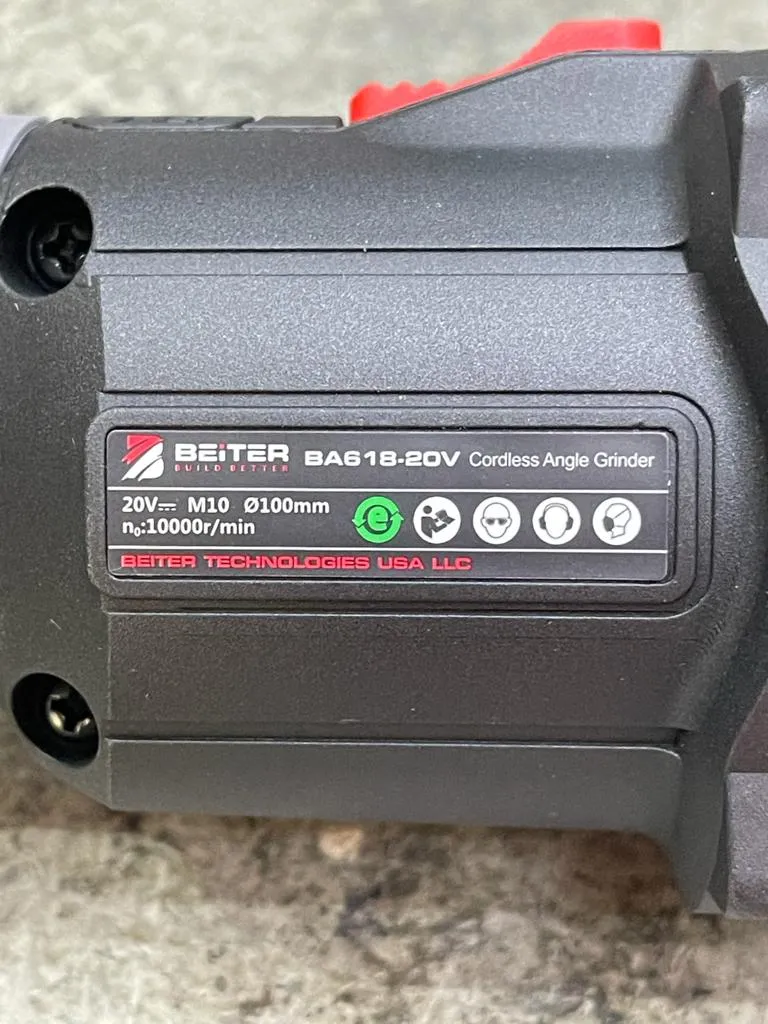 BEITER BA618-20V Cordless Angle Grinder
BUILD BETTER
20V⎓ M10 Ø100mm
n₀:10000r/min
e
BEITER TECHNOLOGIES USA LLC